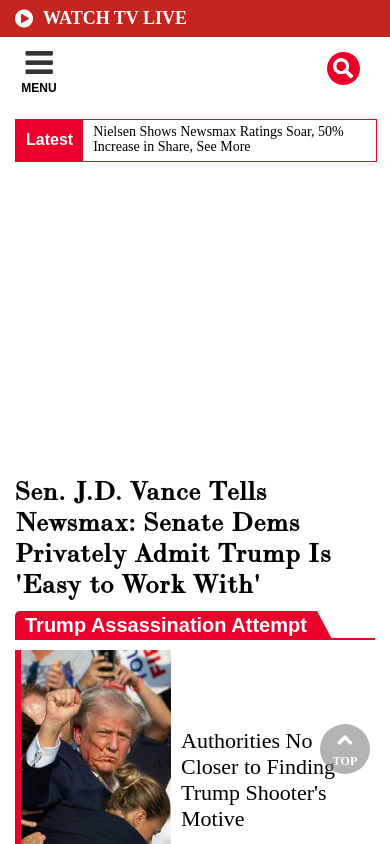 WATCH TV LIVE
MENU
Latest
Nielsen Shows Newsmax Ratings Soar, 50%
Increase in Share, See More
Sen. J.D. Vance Tells
Newsmax: Senate Dems
Privately Admit Trump Is
'Easy to Work With'
Trump Assassination Attempt
Authorities No
Closer to Finding
Trump Shooter's
Motive
TOP